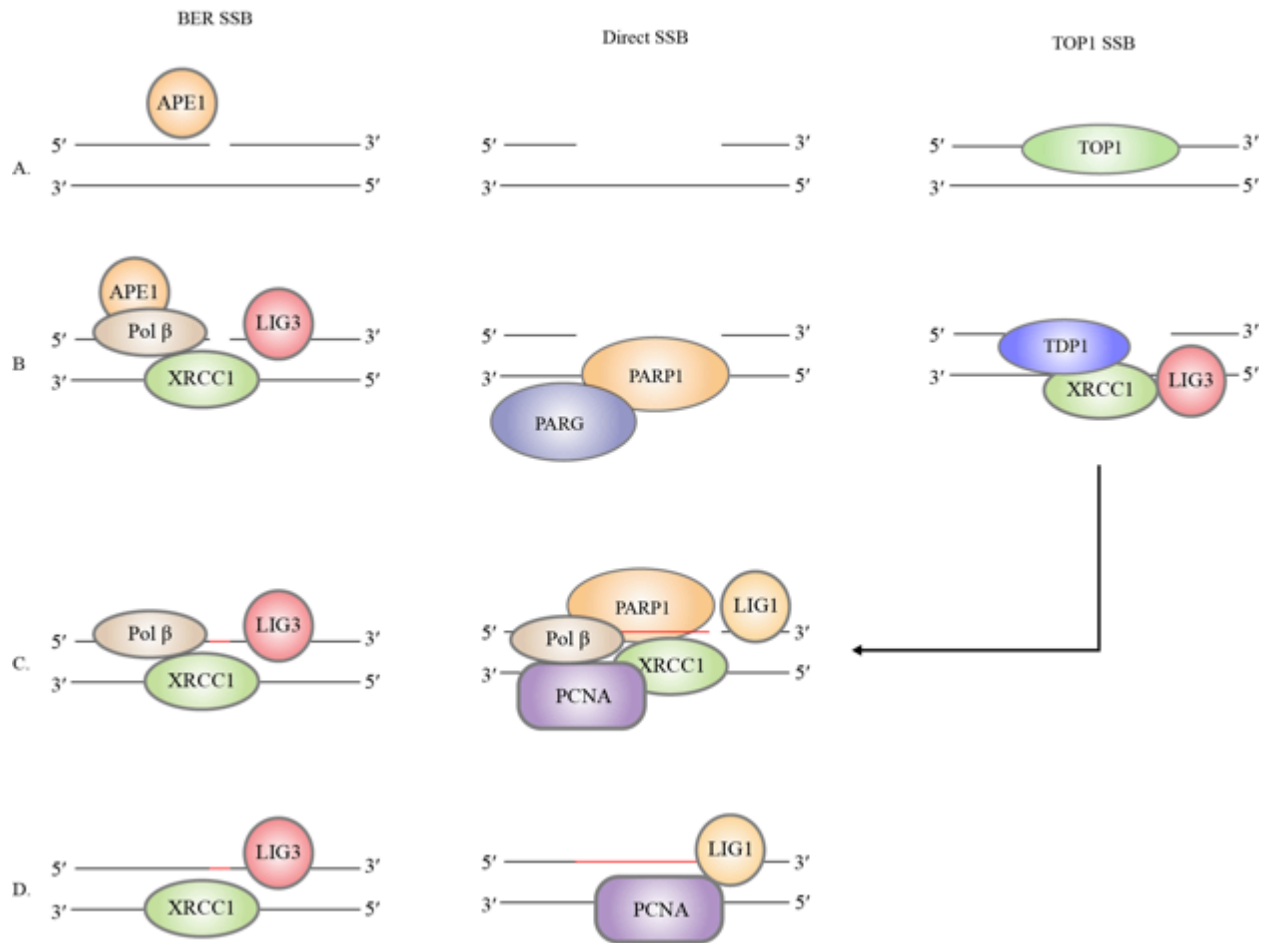 BER SSB
Direct SSB
TOP1 SSB
A.
APE1
5′ 3′
3′ 5′
5′ 3′
3′ 5′
TOP1
5′ 3′
3′ 5′
B
APE1
Pol β
LIG3
XRCC1
5′ 3′
3′ 5′
5′ 3′
3′ 5′
PARP1
PARG
5′ 3′
3′ 5′
TDP1
XRCC1
LIG3
C.
5′ 3′
3′ 5′
Pol β
LIG3
XRCC1
5′ 3′
3′ 5′
PARP1
LIG1
Pol β
XRCC1
PCNA
D.
5′ 3′
3′ 5′
LIG3
XRCC1
5′ 3′
3′ 5′
LIG1
PCNA